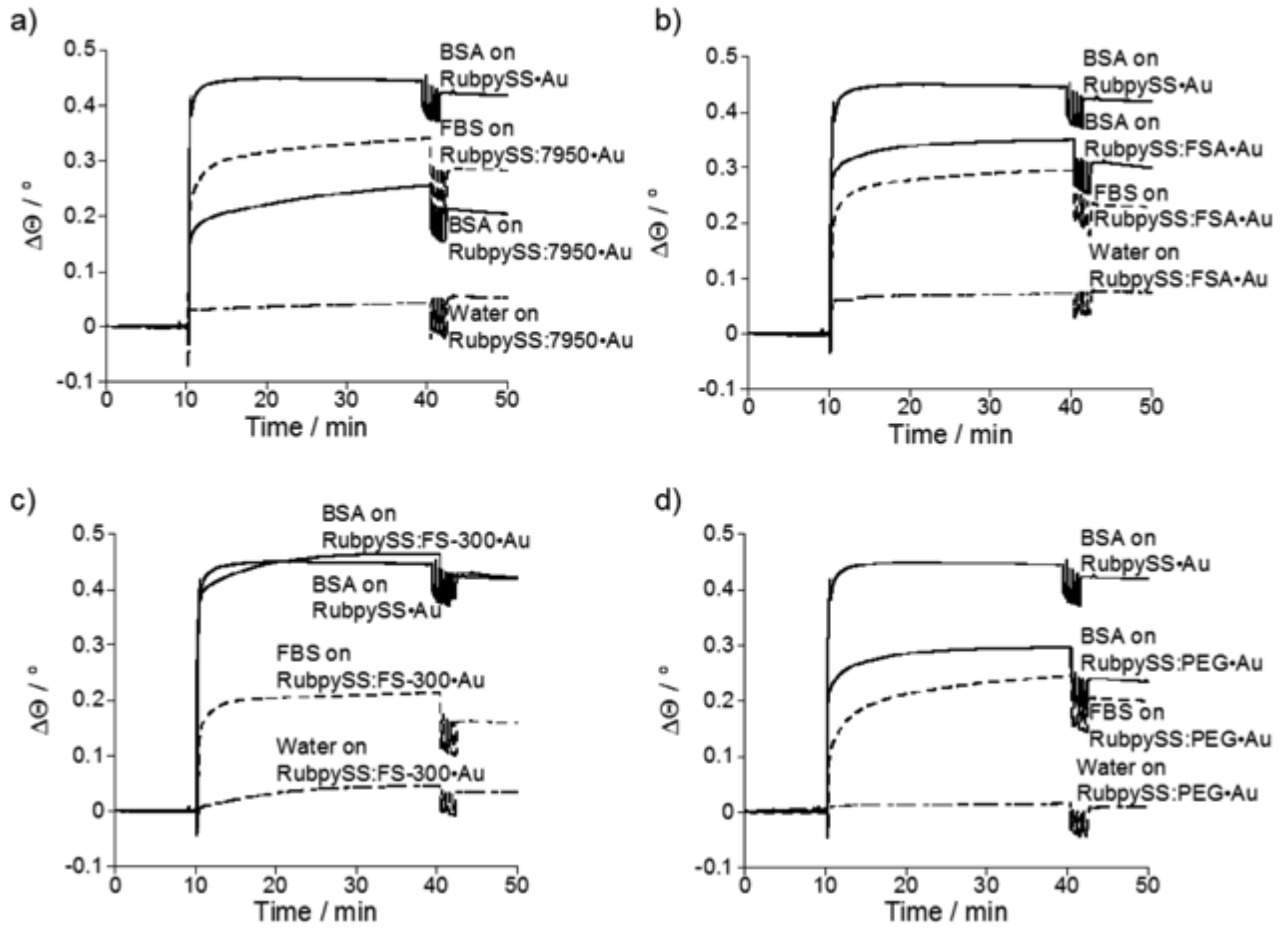 a)
0.5
0.4
0.3
0.2
0.1
0
-0.1
ΔΘ / °
BSA on
RubpySS•Au
FBS on
RubpySS:7950•Au
BSA on
RubpySS:7950•Au
Water on
RubpySS:7950•Au
0 10 20 30 40 50
Time / min
b)
0.5
0.4
0.3
0.2
0.1
0
-0.1
ΔΘ / °
BSA on
RubpySS•Au
BSA on
RubpySS:FSA•Au
FBS on
RubpySS:FSA•Au
Water on
RubpySS:FSA•Au
0 10 20 30 40 50
Time / min
c)
0.5
0.4
0.3
0.2
0.1
0
-0.1
ΔΘ / °
BSA on
RubpySS:FS-300•Au
BSA on
RubpySS•Au
FBS on
RubpySS:FS-300•Au
Water on
RubpySS:FS-300•Au
0 10 20 30 40 50
Time / min
d)
0.5
0.4
0.3
0.2
0.1
0
-0.1
ΔΘ / °
BSA on
RubpySS•Au
BSA on
RubpySS:PEG•Au
FBS on
RubpySS:PEG•Au
Water on
RubpySS:PEG•Au
0 10 20 30 40 50
Time / min